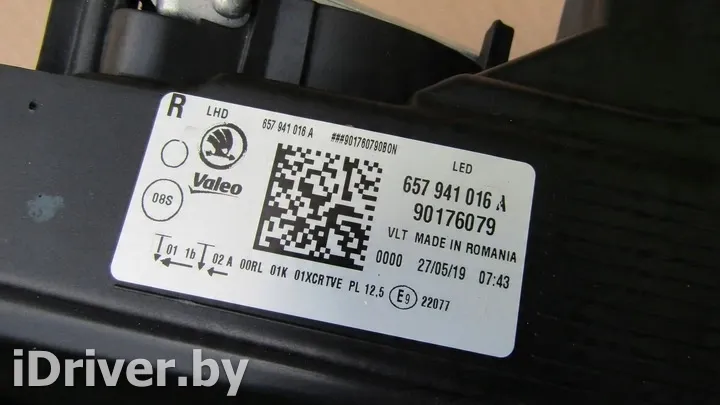 R LHD 657 941 016 A ###90176079080N
LED
Valeo
657 941 016 A
90176079
08S
VLT MADE IN ROMANIA
0000 27/05/19 07:43
01 1b 02 A 00RL 01K 01XCRTVE PL 12,5 E9 22077
iDriver.by